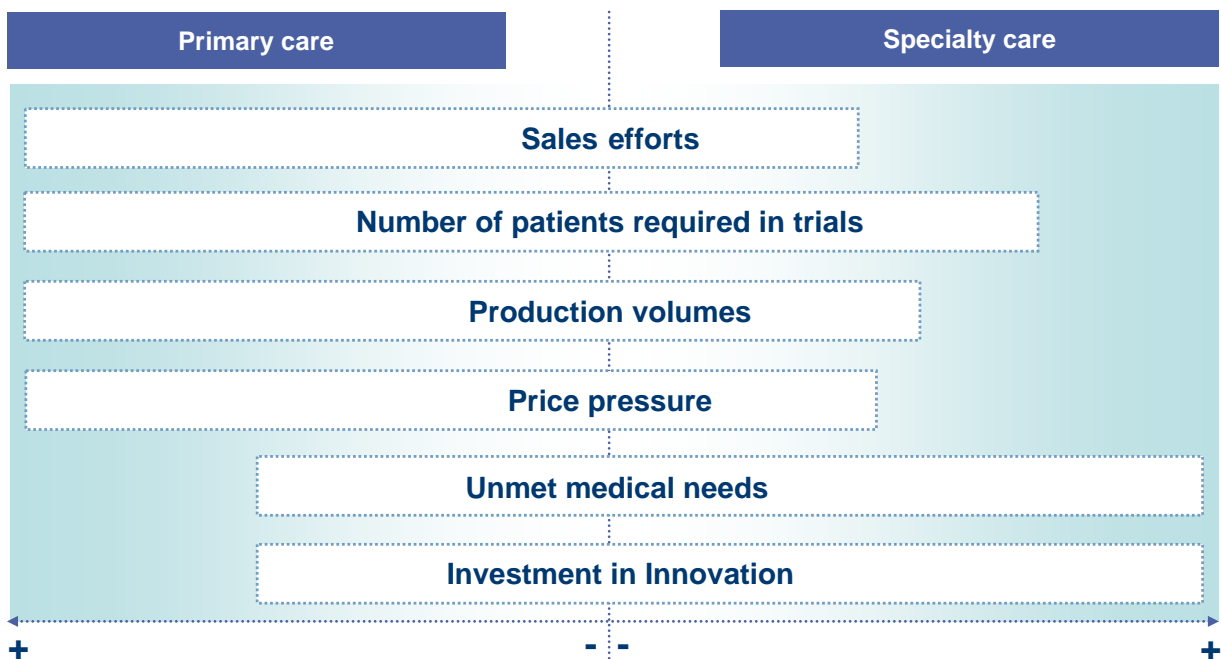 Primary care
Specialty care
Sales efforts
Number of patients required in trials
Production volumes
Price pressure
Unmet medical needs
Investment in Innovation
+ - - +